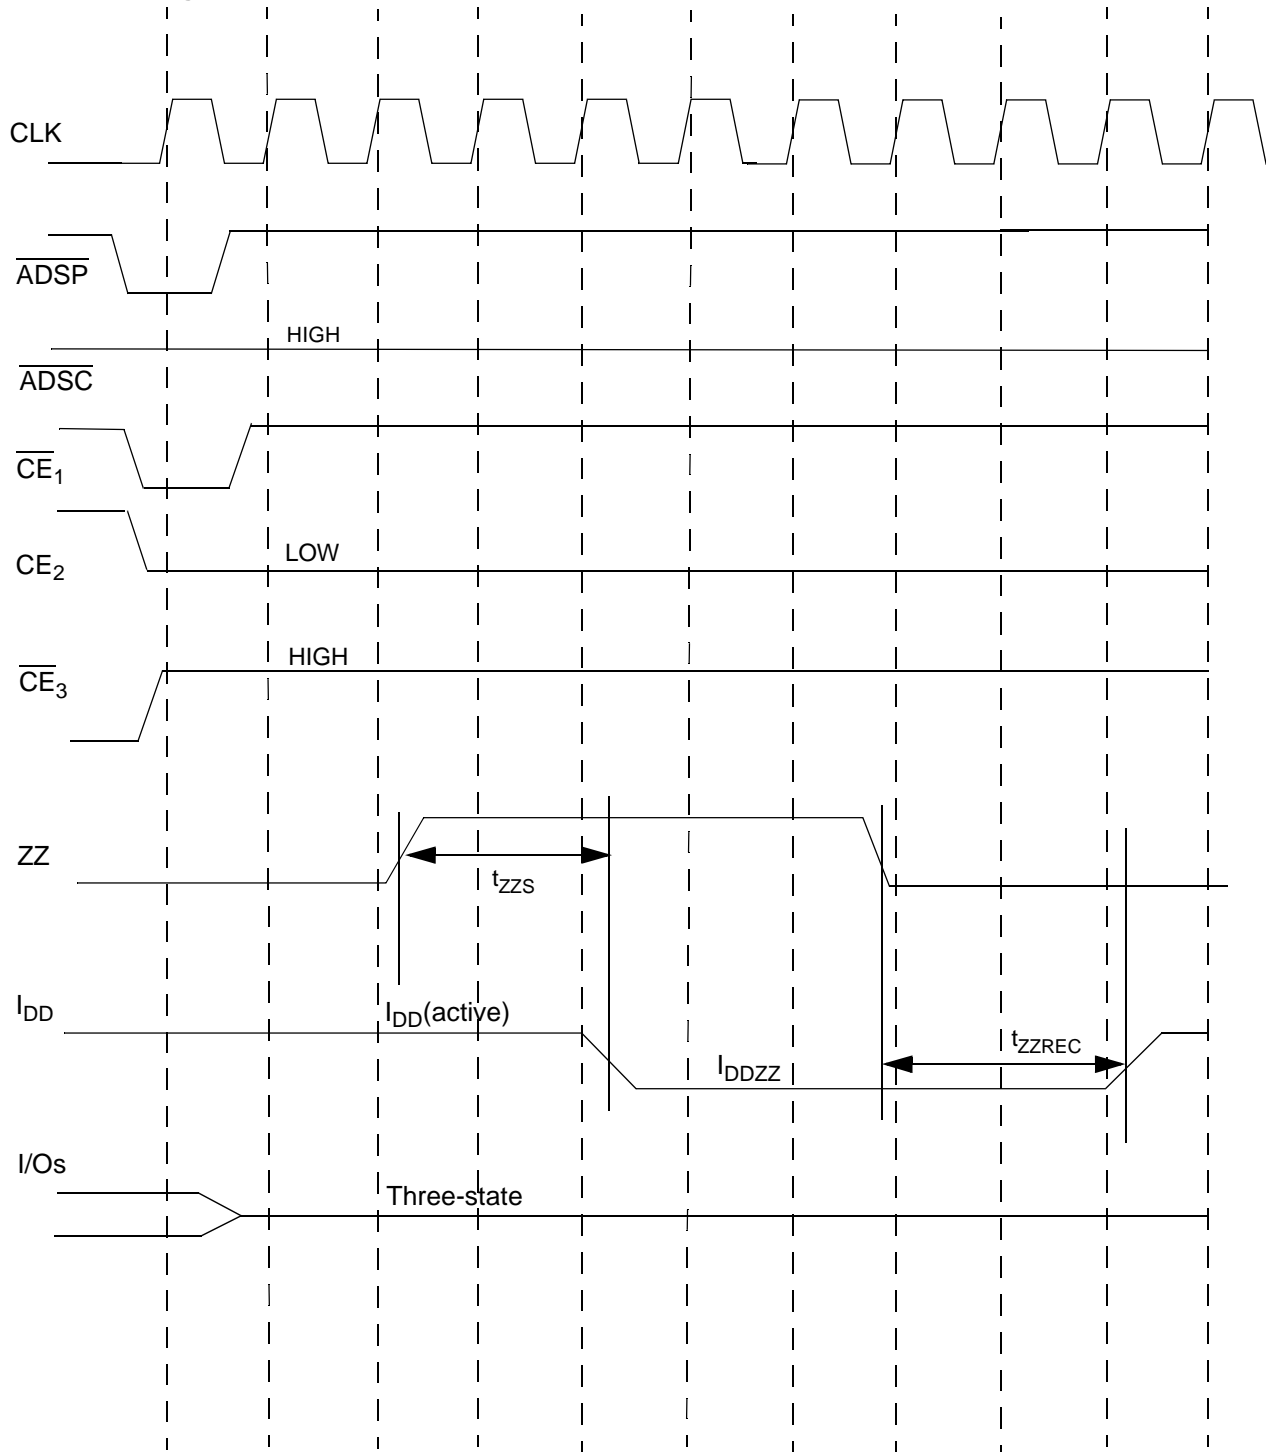 CLK
ADSP
HIGH
ADSC
CE1
LOW
CE2
HIGH
CE3
ZZ
tZZS
IDD
IDD(active)
tZZREC
IDDZZ
I/Os
Three-state